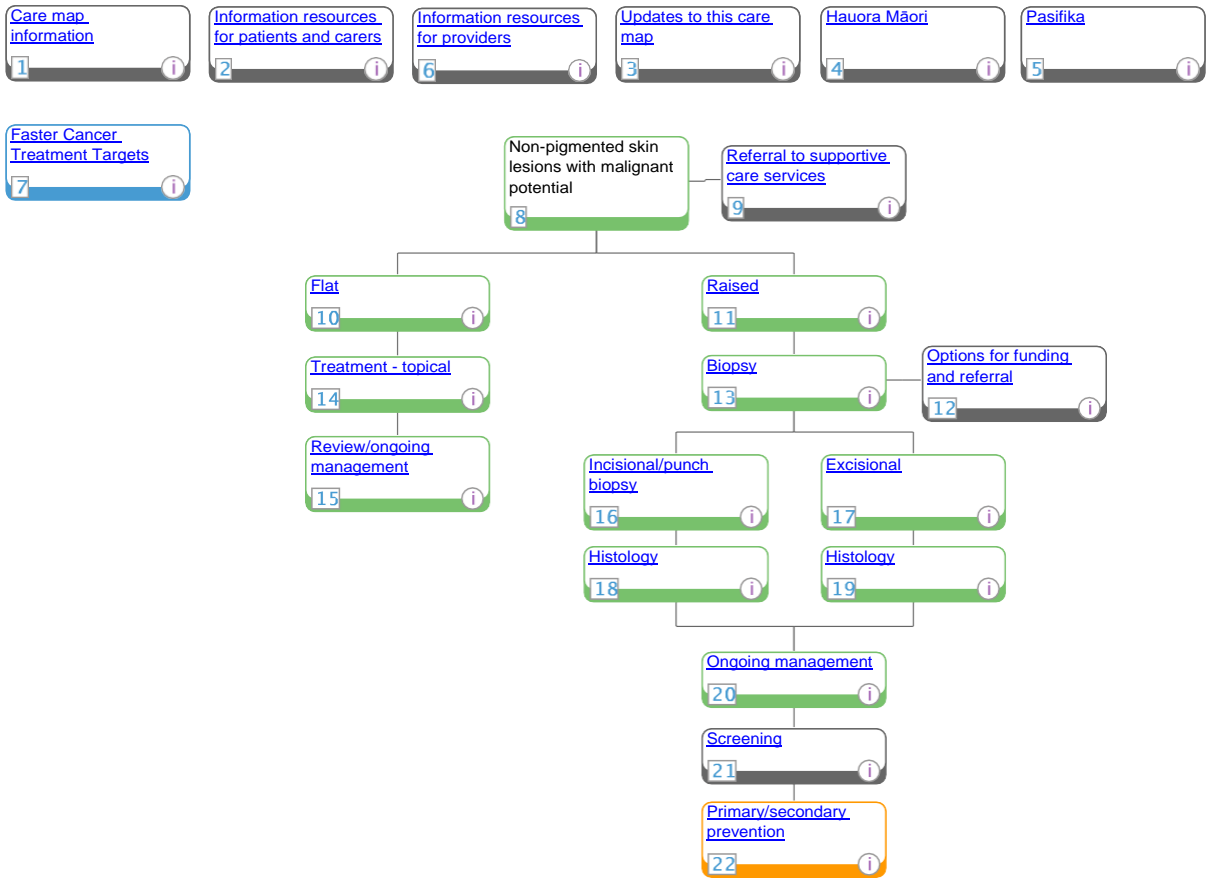 Care map
information
1
i
Information resources
for patients and carers
2
i
Information resources
for providers
6
i
Updates to this care
map
3
i
Hauora Māori
4
i
Pasifika
5
i
Faster Cancer
Treatment Targets
7
i
Non-pigmented skin
lesions with malignant
potential
8
Referral to supportive
care services
9
i
Flat
10
i
Raised
11
i
Treatment - topical
14
i
Biopsy
13
i
Options for funding
and referral
12
i
Review/ongoing
management
15
i
Incisional/punch
biopsy
16
i
Excisional
17
i
Histology
18
i
Histology
19
i
Ongoing management
20
i
Screening
21
i
Primary/secondary
prevention
22
i